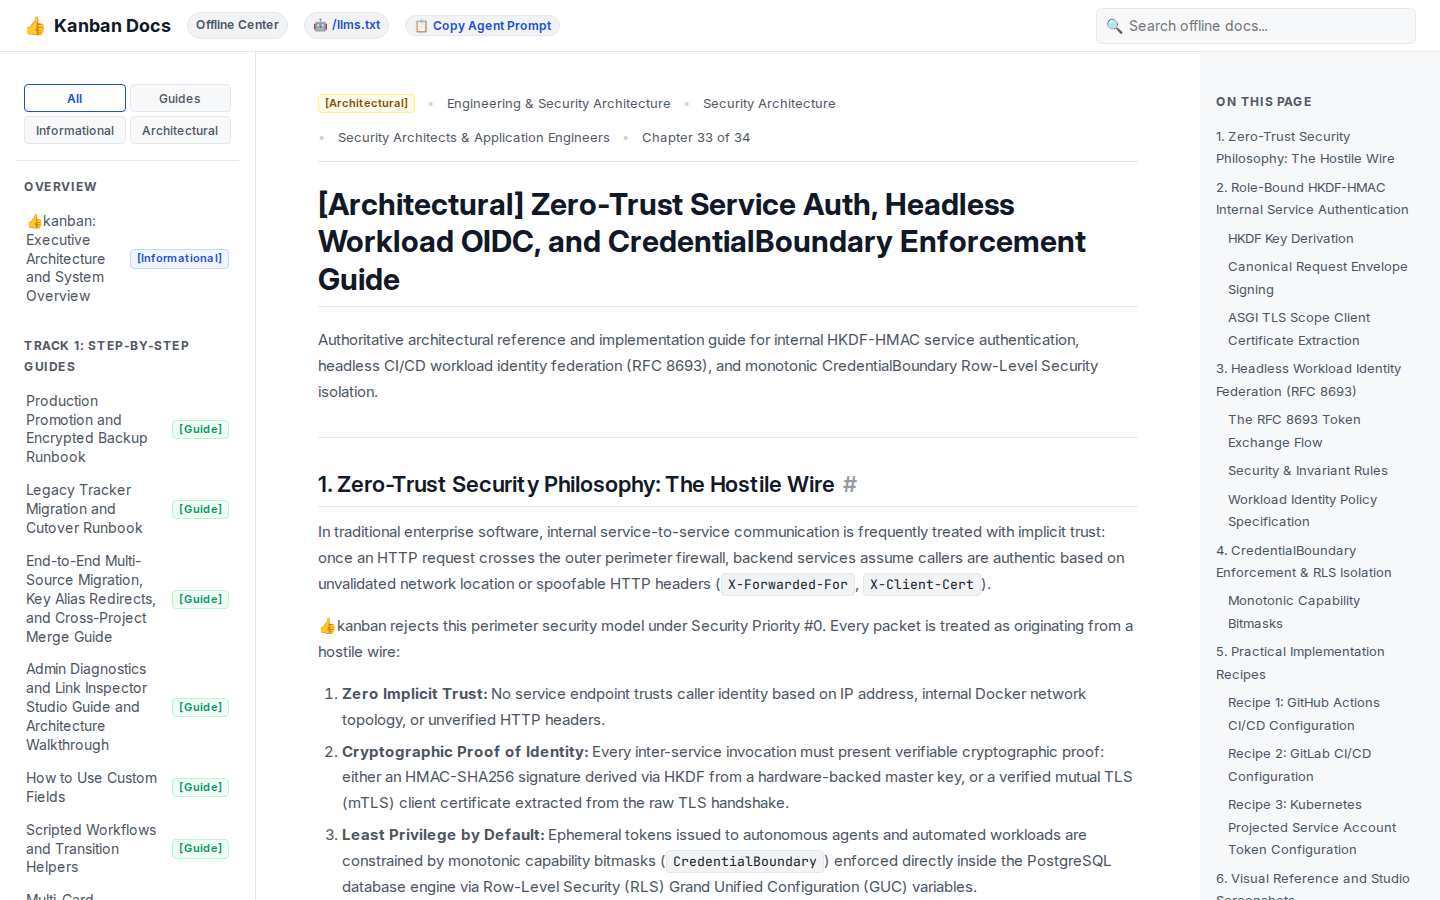 👍 Kanban Docs
Offline Center
🤖 /llms.txt
📋 Copy Agent Prompt
🔍 Search offline docs...
All
Guides
Informational
Architectural
OVERVIEW
👍kanban:
Executive
Architecture
and System
Overview
[Informational]
TRACK 1: STEP-BY-STEP
GUIDES
Production
Promotion and
Encrypted Backup
Runbook
[Guide]
Legacy Tracker
Migration and
Cutover Runbook
[Guide]
End-to-End Multi-
Source Migration,
Key Alias Redirects,
and Cross-Project
Merge Guide
[Guide]
Admin Diagnostics
and Link Inspector
Studio Guide and
Architecture
Walkthrough
[Guide]
How to Use Custom
Fields
[Guide]
Scripted Workflows
and Transition
Helpers
[Guide]
Multi-Card
[Architectural] • Engineering & Security Architecture • Security Architecture
• Security Architects & Application Engineers • Chapter 33 of 34
[Architectural] Zero-Trust Service Auth, Headless
Workload OIDC, and CredentialBoundary Enforcement
Guide
Authoritative architectural reference and implementation guide for internal HKDF-HMAC service authentication,
headless CI/CD workload identity federation (RFC 8693), and monotonic CredentialBoundary Row-Level Security
isolation.
1. Zero-Trust Security Philosophy: The Hostile Wire #
In traditional enterprise software, internal service-to-service communication is frequently treated with implicit trust:
once an HTTP request crosses the outer perimeter firewall, backend services assume callers are authentic based on
unvalidated network location or spoofable HTTP headers (X-Forwarded-For, X-Client-Cert).
👍kanban rejects this perimeter security model under Security Priority #0. Every packet is treated as originating from a
hostile wire:
1. Zero Implicit Trust: No service endpoint trusts caller identity based on IP address, internal Docker network
topology, or unverified HTTP headers.
2. Cryptographic Proof of Identity: Every inter-service invocation must present verifiable cryptographic proof:
either an HMAC-SHA256 signature derived via HKDF from a hardware-backed master key, or a verified mutual TLS
(mTLS) client certificate extracted from the raw TLS handshake.
3. Least Privilege by Default: Ephemeral tokens issued to autonomous agents and automated workloads are
constrained by monotonic capability bitmasks (CredentialBoundary) enforced directly inside the PostgreSQL
database engine via Row-Level Security (RLS) Grand Unified Configuration (GUC) variables.
ON THIS PAGE
1. Zero-Trust Security
Philosophy: The Hostile Wire
2. Role-Bound HKDF-HMAC
Internal Service Authentication
HKDF Key Derivation
Canonical Request Envelope
Signing
ASGI TLS Scope Client
Certificate Extraction
3. Headless Workload Identity
Federation (RFC 8693)
The RFC 8693 Token
Exchange Flow
Security & Invariant Rules
Workload Identity Policy
Specification
4. CredentialBoundary
Enforcement & RLS Isolation
Monotonic Capability
Bitmasks
5. Practical Implementation
Recipes
Recipe 1: GitHub Actions
CI/CD Configuration
Recipe 2: GitLab CI/CD
Configuration
Recipe 3: Kubernetes
Projected Service Account
Token Configuration
6. Visual Reference and Studio
Screenshots